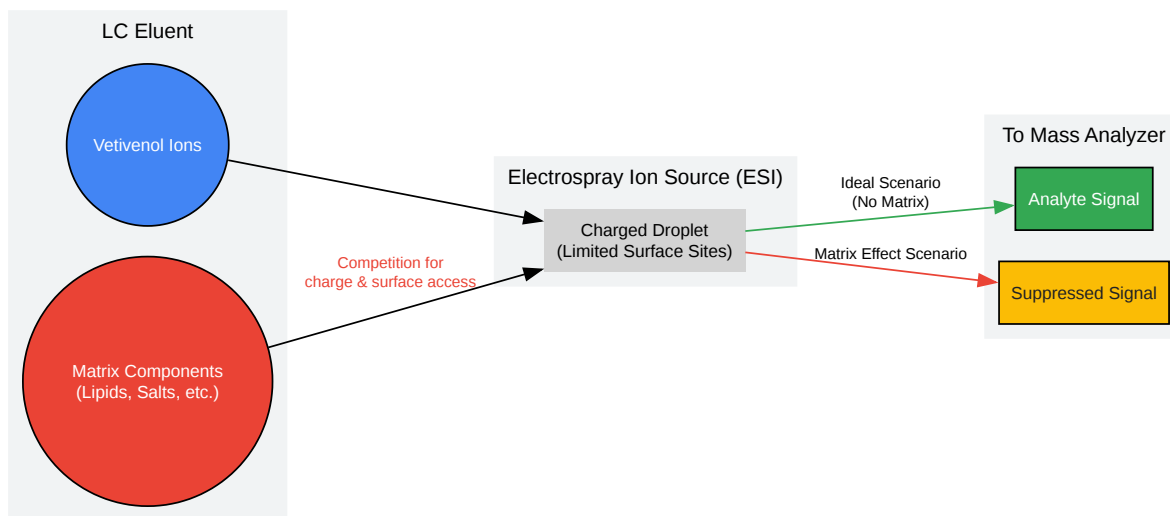 LC Eluent
Vetivenol Ions
Matrix Components
(Lipids, Salts, etc.)
Competition for
charge & surface access
Electrospray Ion Source (ESI)
Charged Droplet
(Limited Surface Sites)
Ideal Scenario
(No Matrix)
Matrix Effect Scenario
To Mass Analyzer
Analyte Signal
Suppressed Signal